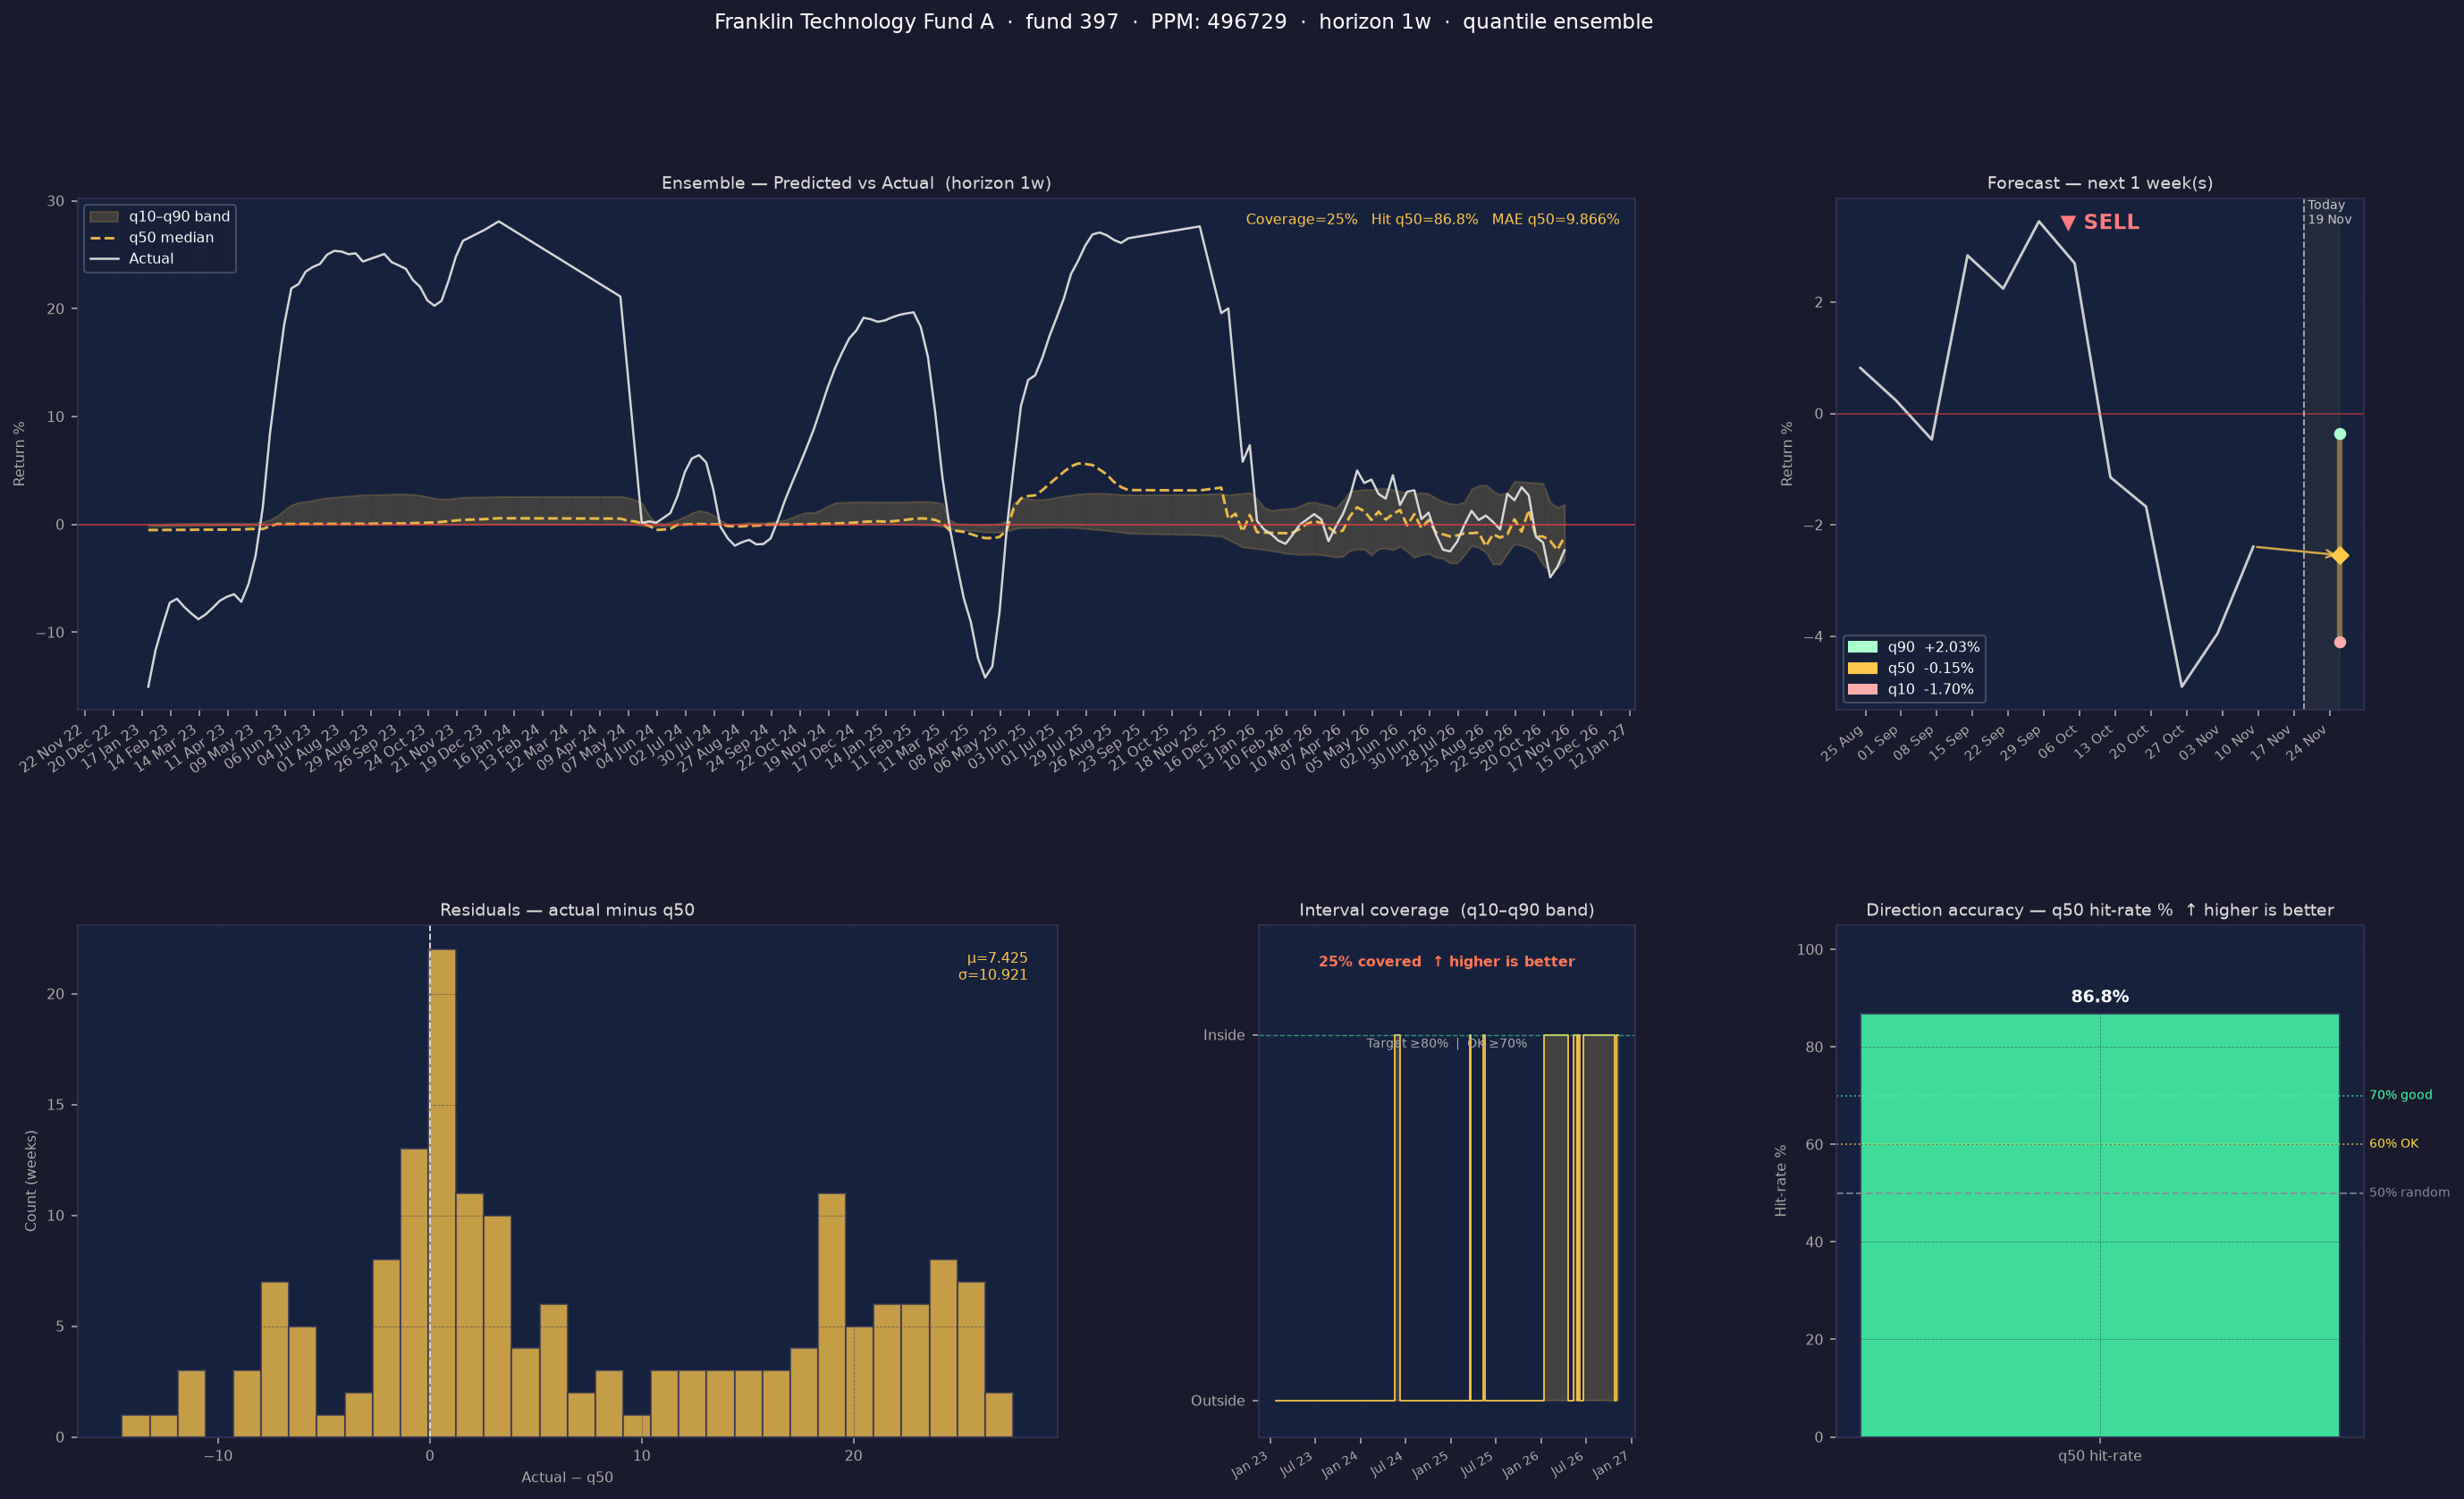 Franklin Technology Fund A  ·  fund 397  ·  PPM: 496729  ·  horizon 1w  ·  quantile ensemble
Ensemble — Predicted vs Actual  (horizon 1w)
q10–q90 band
q50 median
Actual
Coverage=25%   Hit q50=86.8%   MAE q50=9.866%
Return %
30
20
10
0
−10
22 Nov 22
20 Dec 22
17 Jan 23
14 Feb 23
14 Mar 23
11 Apr 23
09 May 23
06 Jun 23
04 Jul 23
01 Aug 23
29 Aug 23
26 Sep 23
24 Oct 23
21 Nov 23
19 Dec 23
16 Jan 24
13 Feb 24
12 Mar 24
09 Apr 24
07 May 24
04 Jun 24
02 Jul 24
30 Jul 24
27 Aug 24
24 Sep 24
22 Oct 24
19 Nov 24
17 Dec 24
14 Jan 25
11 Feb 25
11 Mar 25
08 Apr 25
06 May 25
03 Jun 25
01 Jul 25
29 Jul 25
26 Aug 25
23 Sep 25
21 Oct 25
18 Nov 25
16 Dec 25
13 Jan 26
10 Feb 26
10 Mar 26
07 Apr 26
05 May 26
02 Jun 26
30 Jun 26
28 Jul 26
25 Aug 26
22 Sep 26
20 Oct 26
17 Nov 26
15 Dec 26
12 Jan 27
Forecast — next 1 week(s)
▼ SELL
Today
19 Nov
Return %
2
0
−2
−4
q90  +2.03%
q50  -0.15%
q10  -1.70%
25 Aug
01 Sep
08 Sep
15 Sep
22 Sep
29 Sep
06 Oct
13 Oct
20 Oct
27 Oct
03 Nov
10 Nov
17 Nov
24 Nov
Residuals — actual minus q50
μ=7.425
σ=10.921
Count (weeks)
20
15
10
5
0
−10
0
10
20
Actual − q50
Interval coverage  (q10–q90 band)
25% covered  ↑ higher is better
Inside
Target ≥80%  |  OK ≥70%
Outside
Jan 23
Jul 23
Jan 24
Jul 24
Jan 25
Jul 25
Jan 26
Jul 26
Jan 27
Direction accuracy — q50 hit-rate %  ↑ higher is better
86.8%
Hit-rate %
100
80
60
40
20
0
70% good
60% OK
50% random
q50 hit-rate